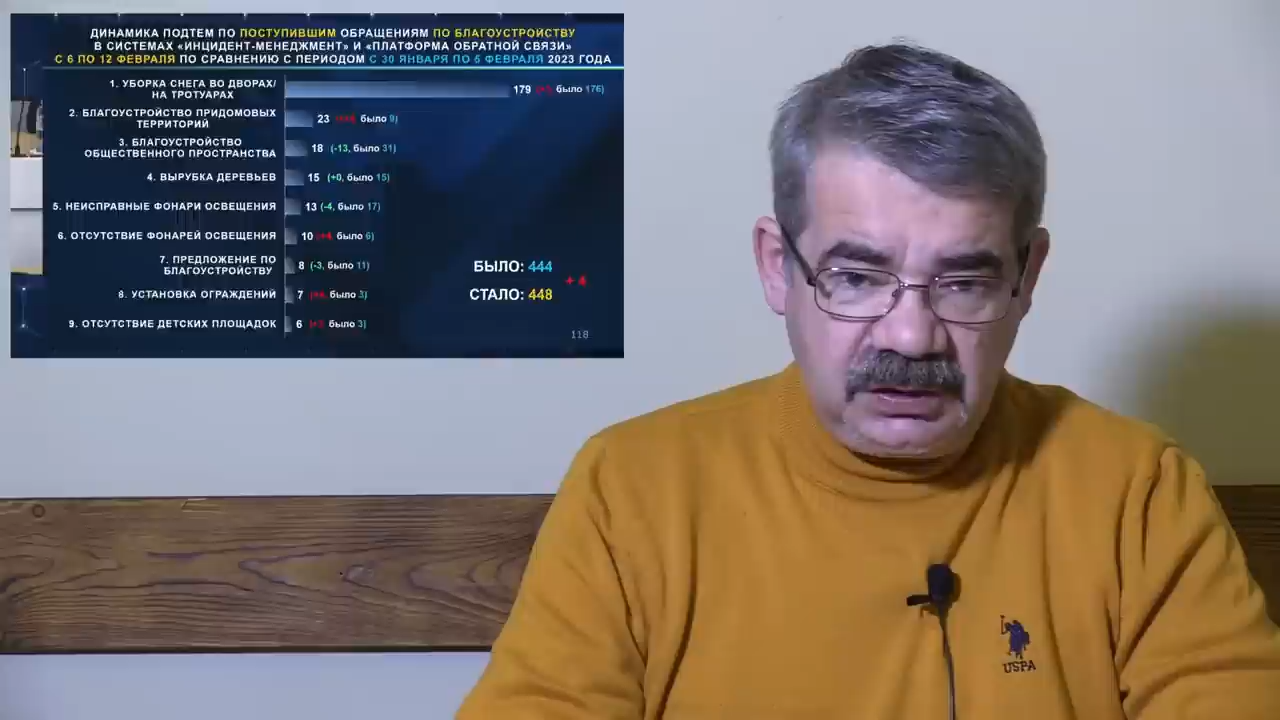 ДИНАМИКА ПОДТЕМ ПО ПОСТУПИВШИМ ОБРАЩЕНИЯМ ПО БЛАГОУСТРОЙСТВУ
В СИСТЕМАХ «ИНЦИДЕНТ-МЕНЕДЖМЕНТ» И «ПЛАТФОРМА ОБРАТНОЙ СВЯЗИ»
С 6 ПО 12 ФЕВРАЛЯ ПО СРАВНЕНИЮ С ПЕРИОДОМ С 30 ЯНВАРЯ ПО 5 ФЕВРАЛЯ 2023 ГОДА
1. УБОРКА СНЕГА ВО ДВОРАХ/
НА ТРОТУАРАХ
179 было 176)
2. БЛАГОУСТРОЙСТВО ПРИДОМОВЫХ
ТЕРРИТОРИЙ
23 было 9)
3. БЛАГОУСТРОЙСТВО
ОБЩЕСТВЕННОГО ПРОСТРАНСТВА
18 (-13, было 31)
4. ВЫРУБКА ДЕРЕВЬЕВ 15 (+0, было 15)
5. НЕИСПРАВНЫЕ ФОНАРИ ОСВЕЩЕНИЯ 13 (-4, было 17)
6. ОТСУТСТВИЕ ФОНАРЕЙ ОСВЕЩЕНИЯ 10 (+4, было 6)
7. ПРЕДЛОЖЕНИЕ ПО
БЛАГОУСТРОЙСТВУ
8 (-3, было 11)
8. УСТАНОВКА ОГРАЖДЕНИЙ 7 было 3)
9. ОТСУТСТВИЕ ДЕТСКИХ ПЛОЩАДОК 6 было 3)
БЫЛО: 444
+ 4
СТАЛО: 448
118
USPA